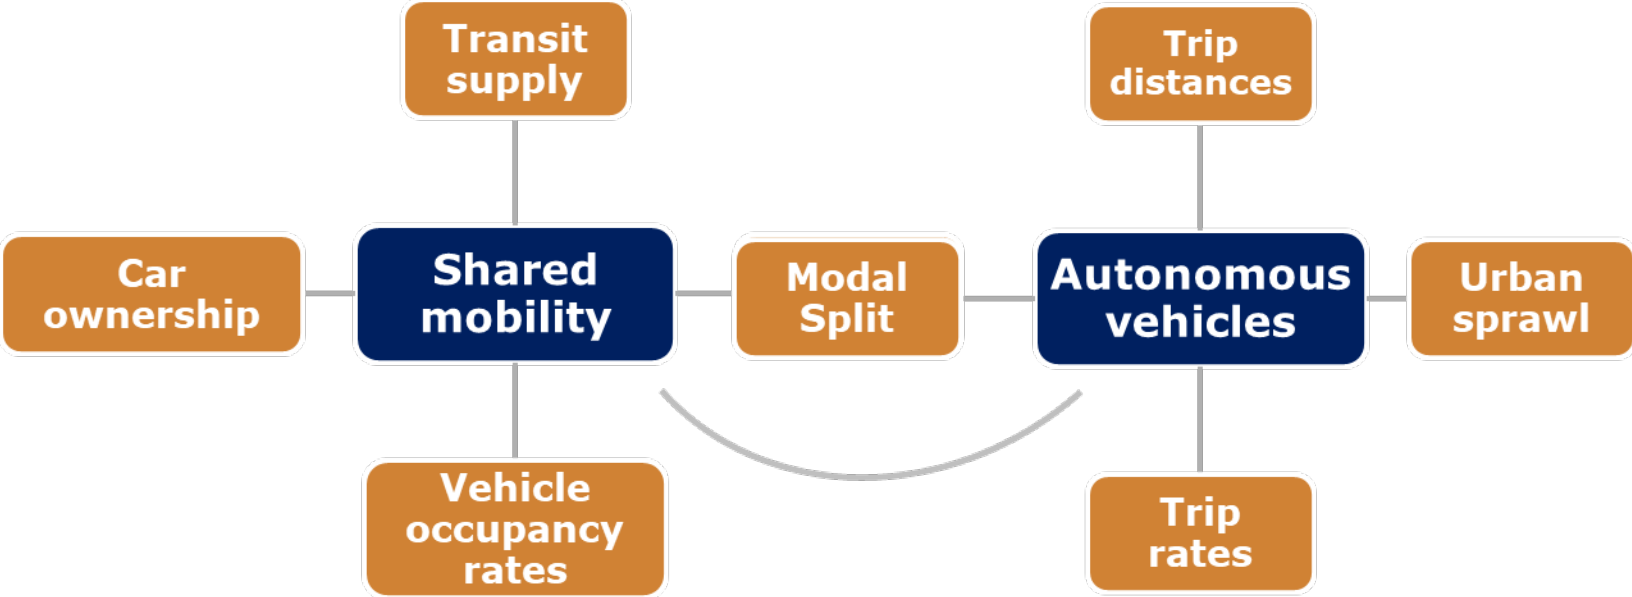 Transit
supply
Trip
distances
Car
ownership
Shared
mobility
Modal
Split
Autonomous
vehicles
Urban
sprawl
Vehicle
occupancy
rates
Trip
rates